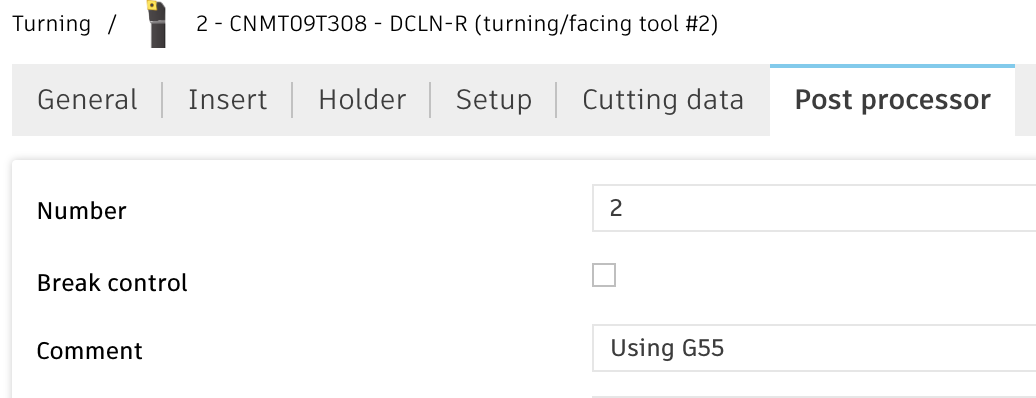 Turning / 2 - CNMT09T308 - DCLN-R (turning/facing tool #2)
General Insert Holder Setup Cutting data Post processor
Number 2
Break control
Comment Using G55